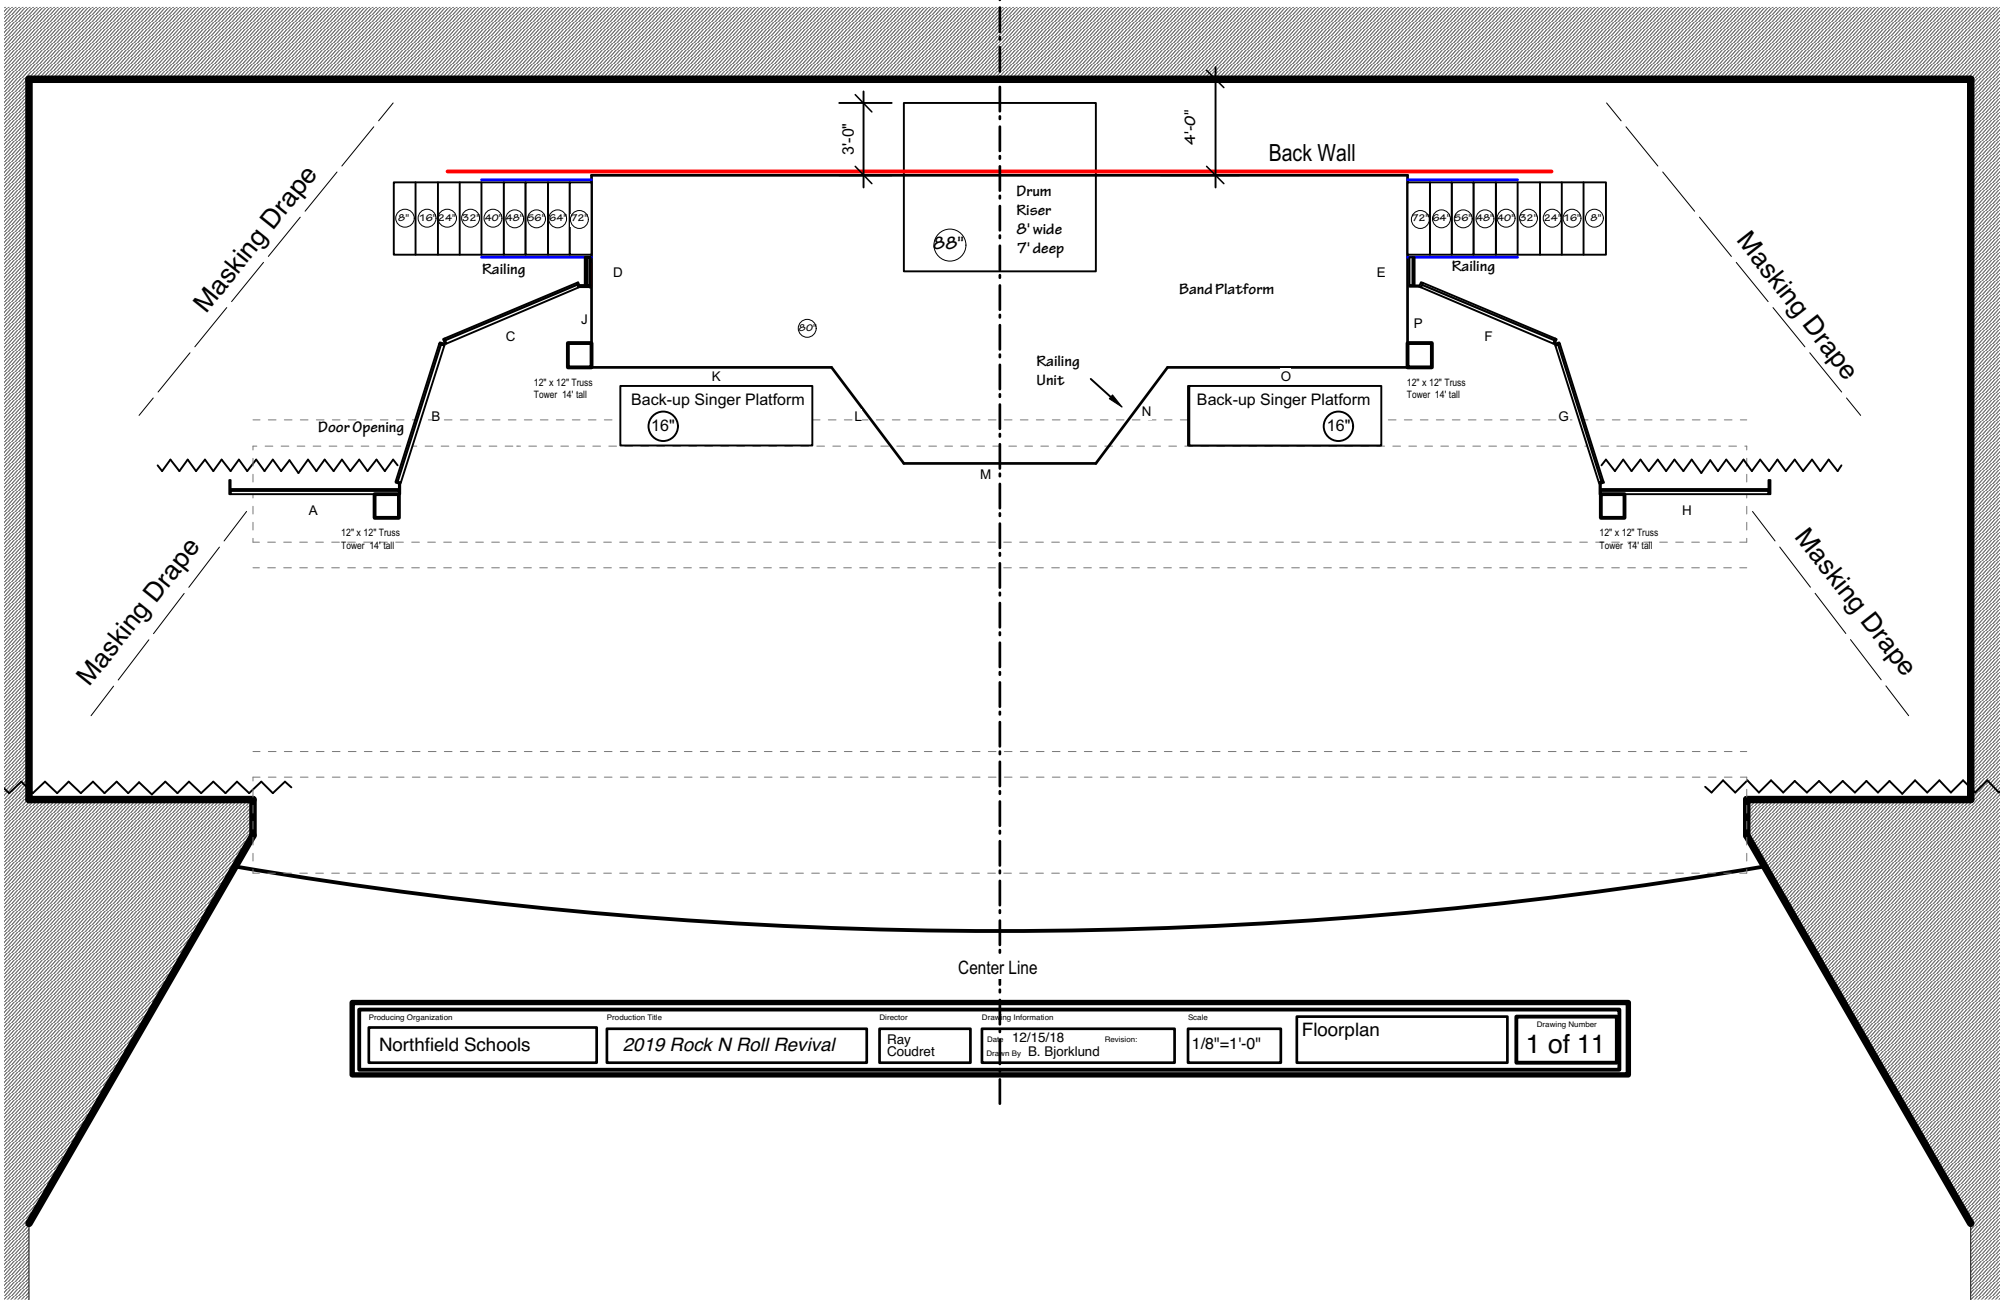 4'-0"
3'-0"
Back Wall
Masking Drape
Masking Drape
Drum
Riser
8' wide
7' deep
88"
8" 16" 24" 32" 40" 48" 56" 64" 72"
72" 64" 56" 48" 40" 32" 24" 16" 8"
Railing
Railing
D
E
Band Platform
C
J
80"
P
F
Railing
Unit
K
O
12" x 12" Truss
Tower 14' tall
12" x 12" Truss
Tower 14' tall
Back-up Singer Platform
16"
Back-up Singer Platform
16"
B
L
N
G
Door Opening
M
A
H
12" x 12" Truss
Tower 14' tall
12" x 12" Truss
Tower 14' tall
Masking Drape
Masking Drape
Center Line
Producing Organization
Northfield Schools
Production Title
2019 Rock N Roll Revival
Director
Ray
Coudret
Drawing Information
Date 12/15/18 Revision:
Drawn By B. Bjorklund
Scale
1/8"=1'-0"
Floorplan
Drawing Number
1 of 11